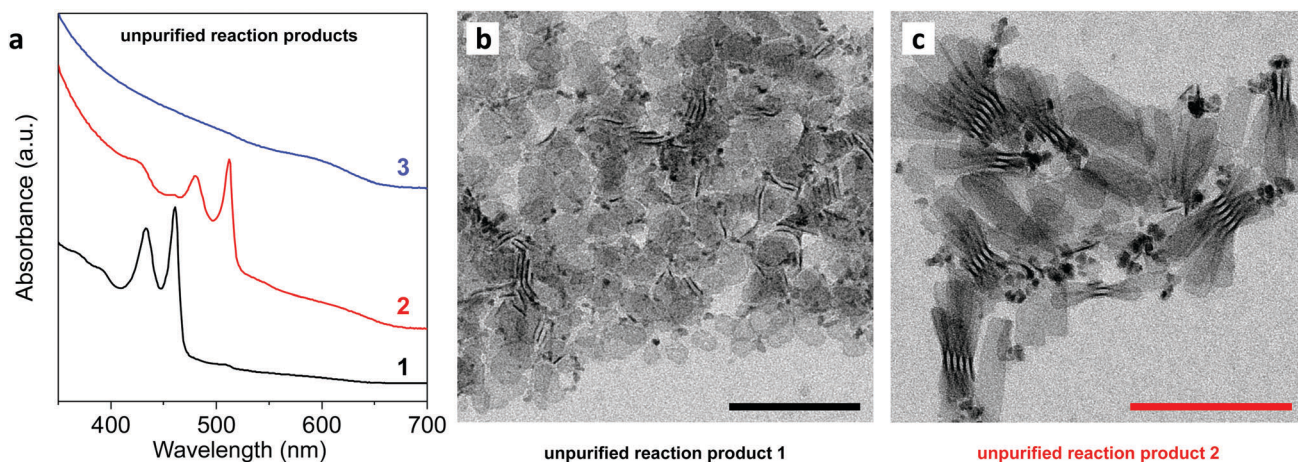 a
unpurified reaction products
3
2
1
Absorbance (a.u.)
400 500 600 700
Wavelength (nm)
b
unpurified reaction product 1
c
unpurified reaction product 2